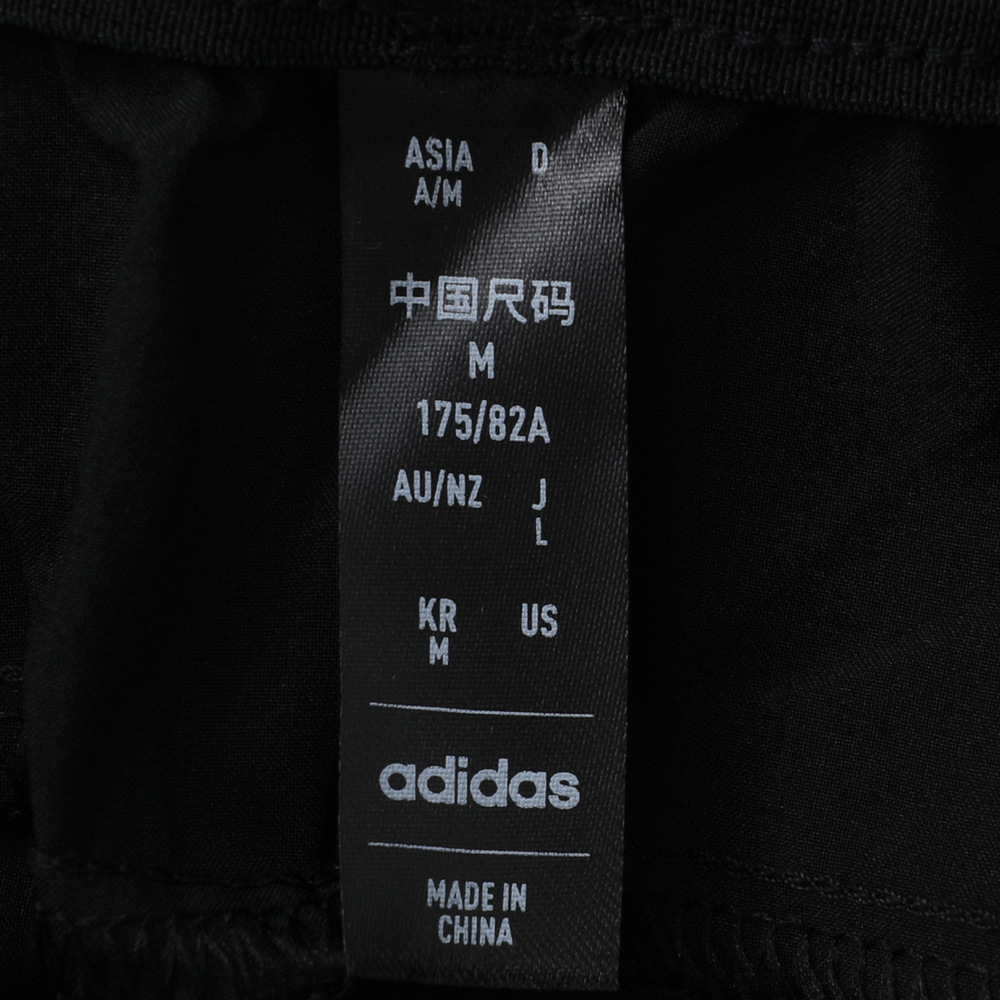 ASIA D
A/M
中国尺码
M
175/82A
AU/NZ J
L
KR US
M
adidas
MADE IN
CHINA